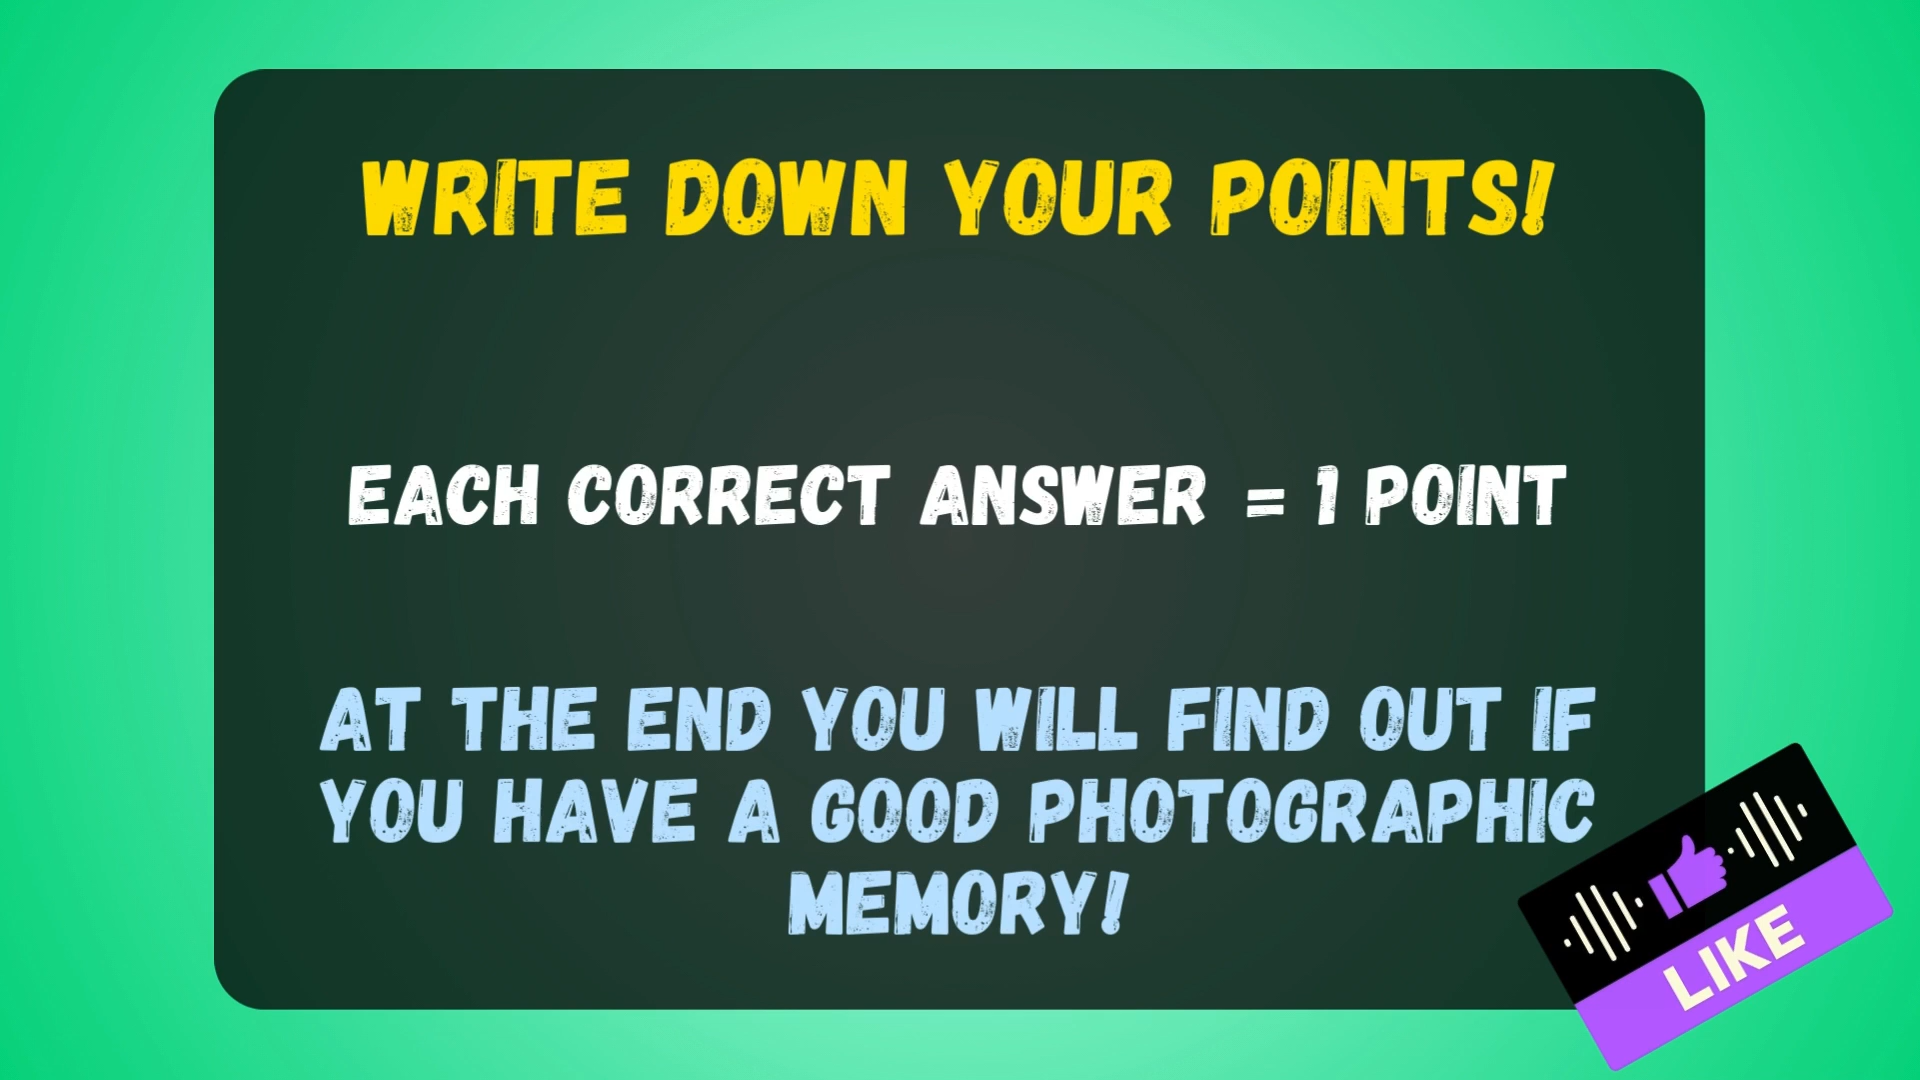 WRITE DOWN YOUR POINTS!
EACH CORRECT ANSWER = 1 POINT
AT THE END YOU WILL FIND OUT IF
YOU HAVE A GOOD PHOTOGRAPHIC
MEMORY!
LIKE